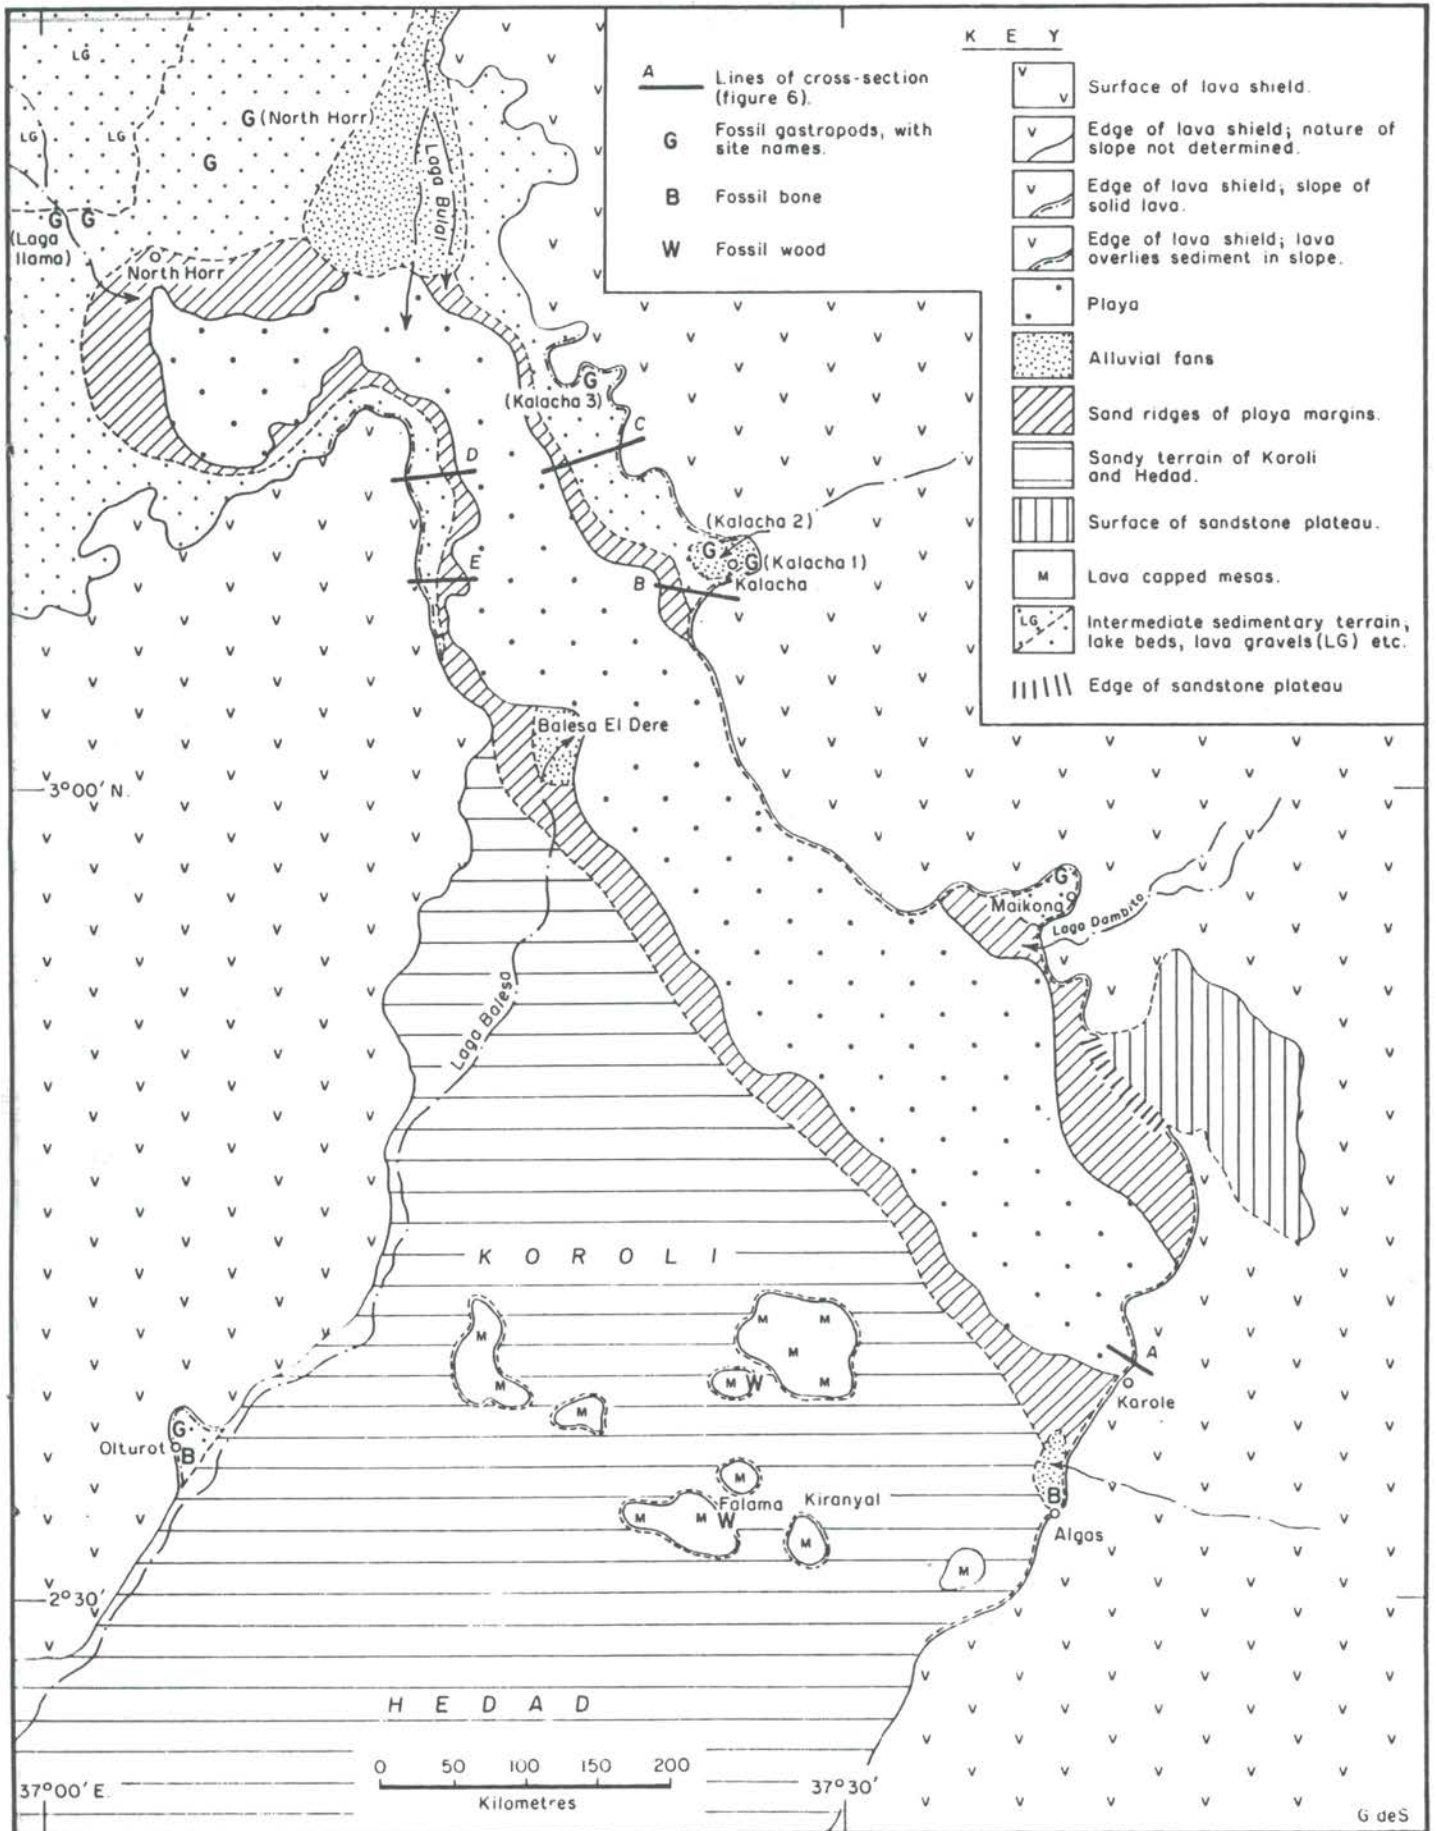 K E Y
A
Lines of cross-section
(figure 6).
G
Fossil gastropods, with
site names.
B
Fossil bone
W
Fossil wood
V
V
Surface of lava shield.
V
Edge of lava shield; nature of
slope not determined.
V
Edge of lava shield; slope of
solid lava.
V
Edge of lava shield; lava
overlies sediment in slope.
Playa
Alluvial fans
Sand ridges of playa margins.
Sandy terrain of Koroli
and Hedad.
Surface of sandstone plateau.
M
Lava capped mesas.
LG
Intermediate sedimentary terrain;
lake beds, lava gravels (LG) etc.
Edge of sandstone plateau
LG
LG
LG
G (North Horr)
G
G G
(Laga
Ilama)
North Horr
Laga Bulal
G
(Kalacha 3)
C
D
E
(Kalacha 2)
G
G (Kalacha 1)
Kalacha
B
Balesa El Dere
3°00' N.
G
Maikona
Laga Dambito
Laga Balesa
K O R O L I
M
M
M
M
M
M
M
M W
M
A
Karole
G
Olturot
B
M
Falama
Kiranyal
M
M
W
M
B
Algas
M
2°30'
H E D A D
0 50 100 150 200
Kilometres
37°00' E.
37°30'
G deS